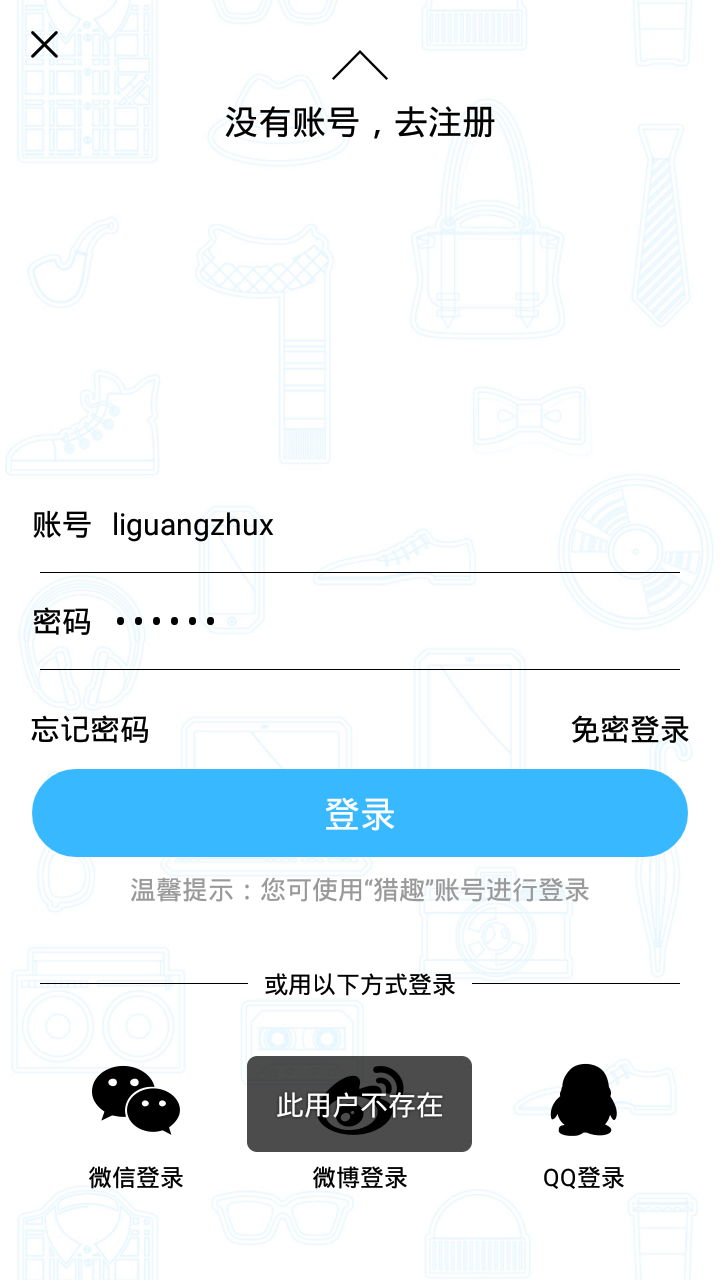 没有账号，去注册
账号 liguangzhux
密码 ••••••
忘记密码 免密登录
登录
温馨提示：您可使用“猎趣”账号进行登录
或用以下方式登录
此用户不存在
微信登录 微博登录 QQ登录